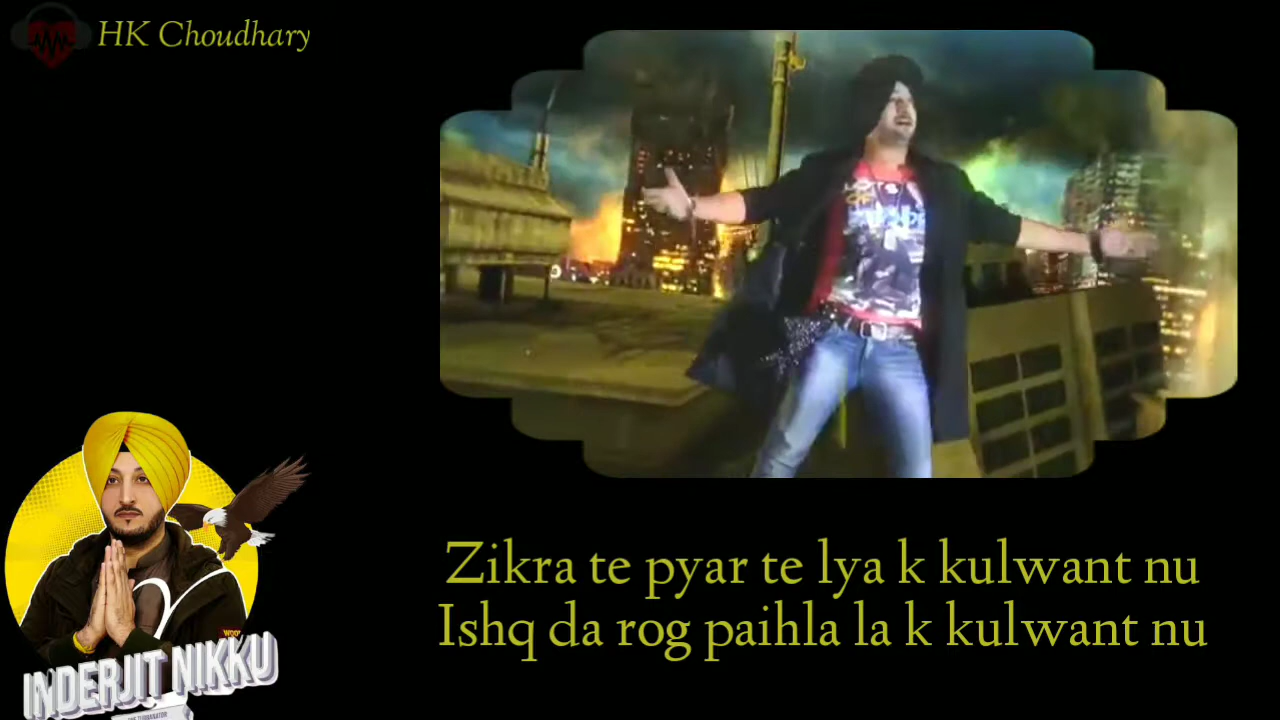 HK Choudhary
Zikra te pyar te lya k kulwant nu
Ishq da rog paihla la k kulwant nu
INDERJIT NIKKU